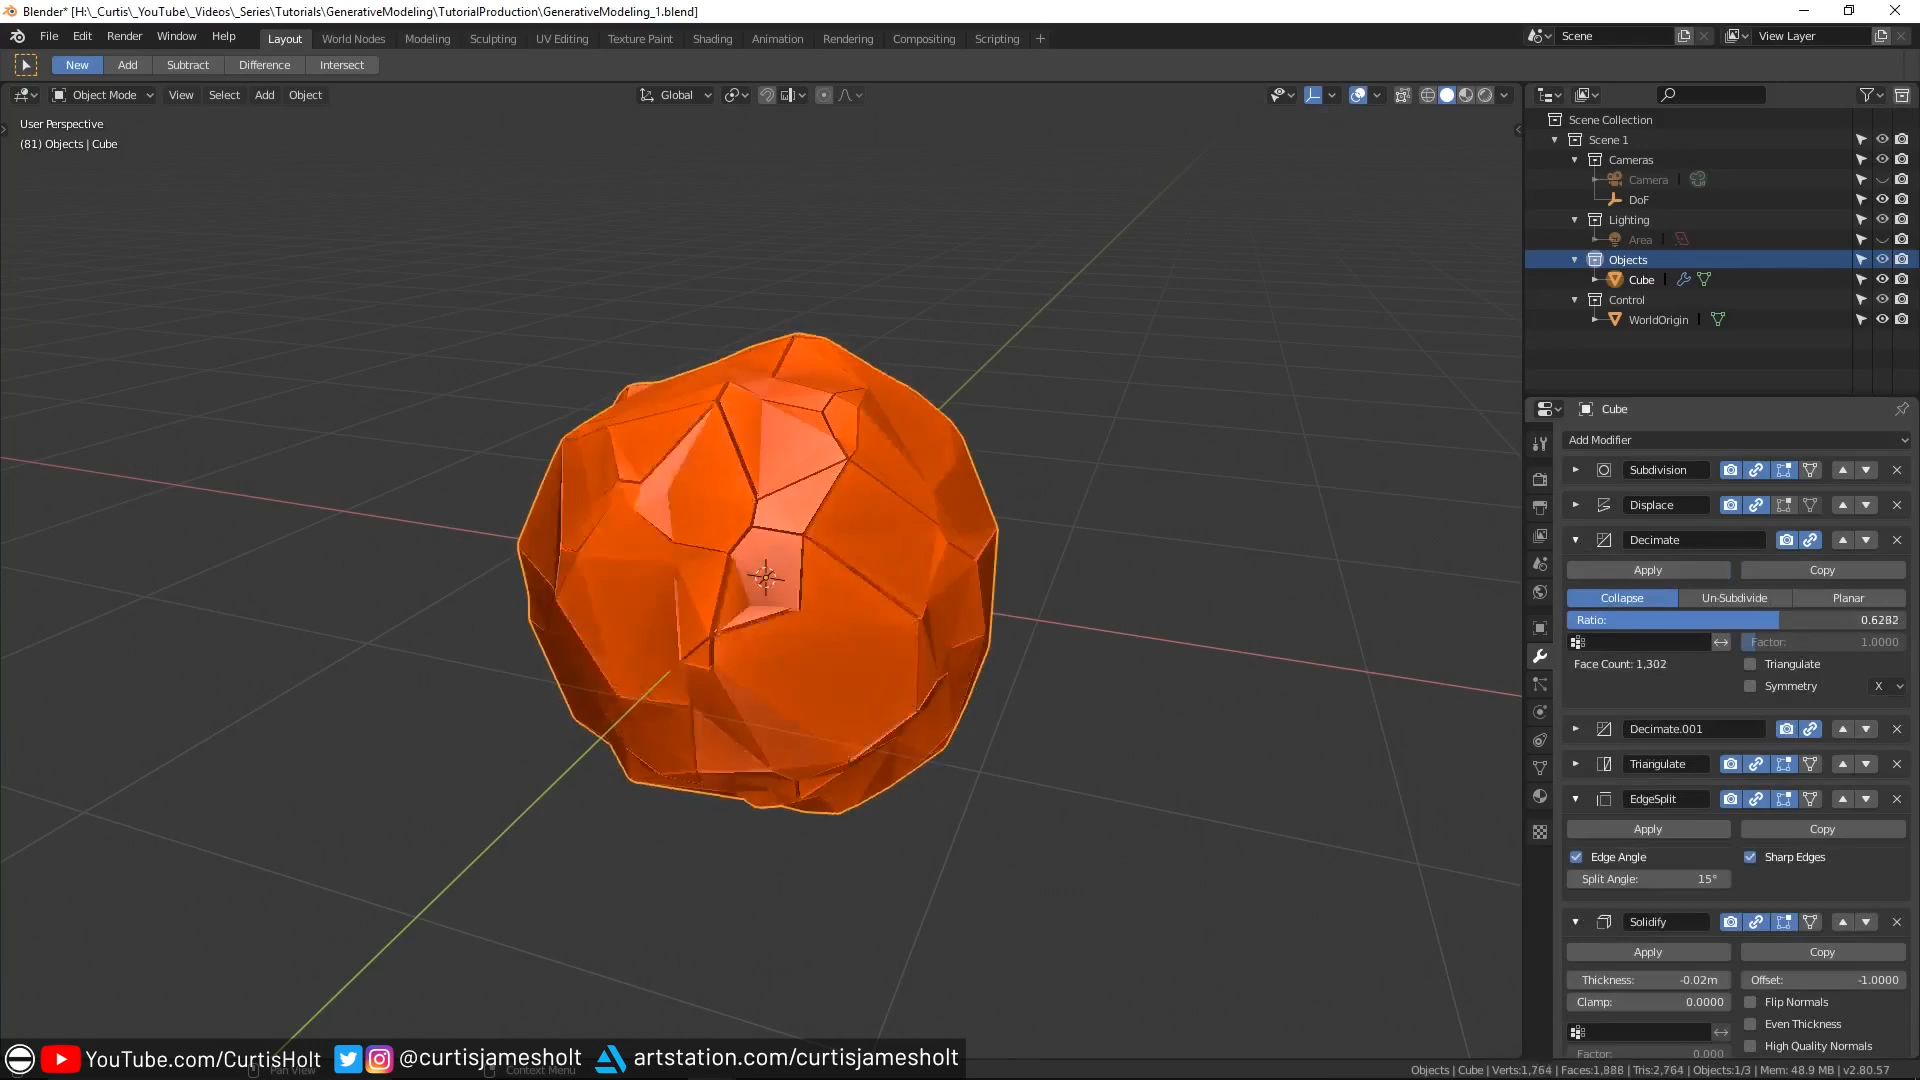 Blender* [H:\_Curtis\_YouTube\_Videos\_Series\Tutorials\GenerativeModeling\TutorialProduction\GenerativeModeling_1.blend]
File Edit Render Window Help Layout World Nodes Modeling Sculpting UV Editing Texture Paint Shading Animation Rendering Compositing Scripting + Scene View Layer
New Add Subtract Difference Intersect
Object Mode View Select Add Object Global
User Perspective
(81) Objects | Cube
Scene Collection
Scene 1
Cameras
Camera
DoF
Lighting
Area
Objects
Cube
Control
WorldOrigin
Cube
Add Modifier
Subdivision
Displace
Decimate
Apply Copy
Collapse Un-Subdivide Planar
Ratio: 0.6282
Factor: 1.0000
Face Count: 1,302 Triangulate
Symmetry X
Decimate.001
Triangulate
EdgeSplit
Apply Copy
Edge Angle Sharp Edges
Split Angle: 15°
Solidify
Apply Copy
Thickness: -0.02m Offset: -1.0000
Clamp: 0.0000 Flip Normals
Even Thickness
Factor: 0.000 High Quality Normals
YouTube.com/CurtisHolt @curtisjamesholt artstation.com/curtisjamesholt
Pan View Context Menu
Objects | Cube | Verts:1,764 | Faces:1,888 | Tris:2,764 | Objects:1/3 | Mem: 48.9 MB | v2.80.57